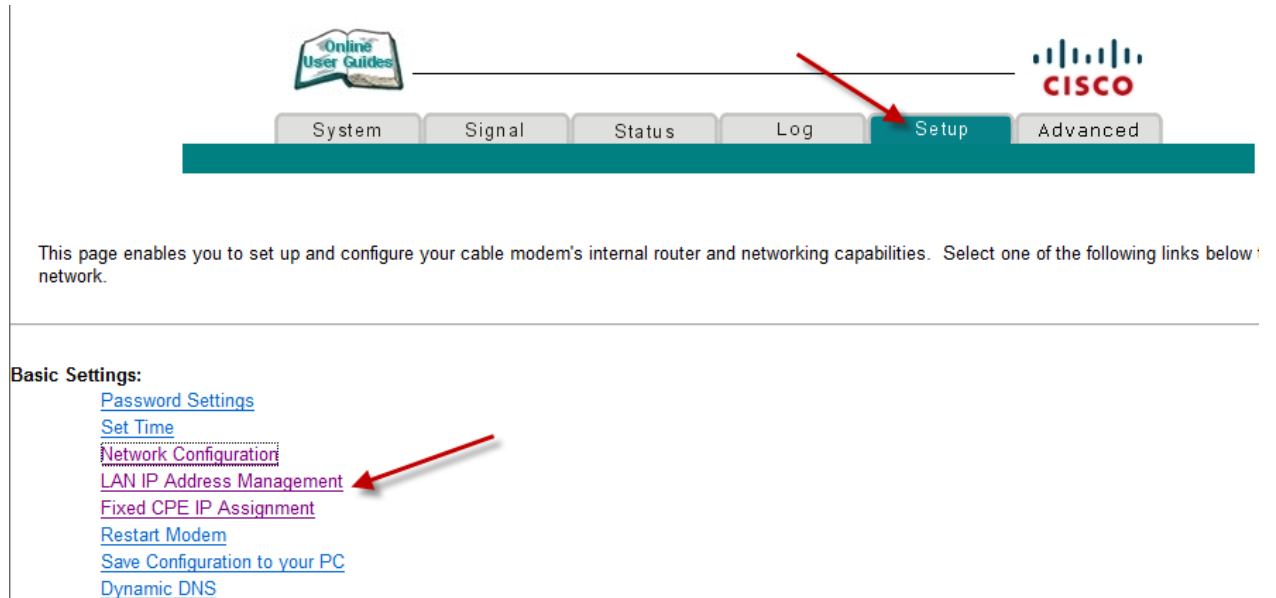 Online
User Guides
CISCO
System Signal Status Log Setup Advanced
This page enables you to set up and configure your cable modem's internal router and networking capabilities. Select one of the following links below
network.
Basic Settings:
Password Settings
Set Time
Network Configuration
LAN IP Address Management
Fixed CPE IP Assignment
Restart Modem
Save Configuration to your PC
Dynamic DNS